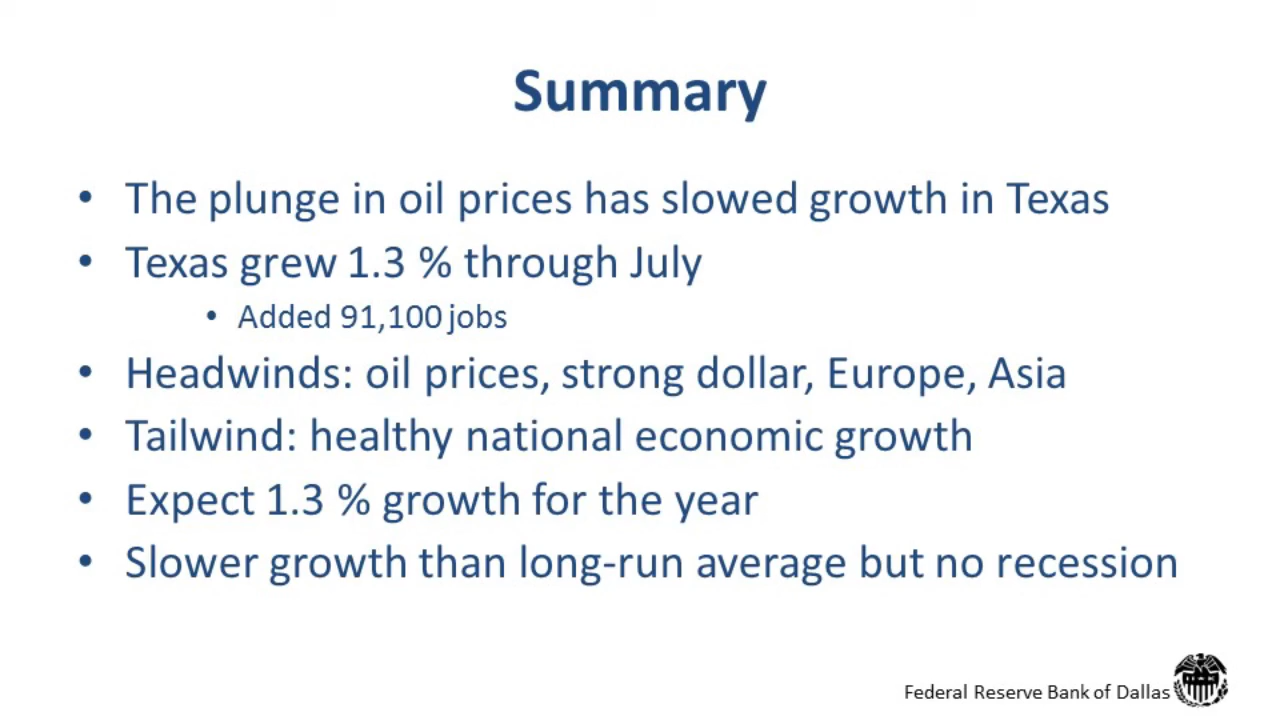 Summary
• The plunge in oil prices has slowed growth in Texas
• Texas grew 1.3 % through July
• Added 91,100 jobs
• Headwinds: oil prices, strong dollar, Europe, Asia
• Tailwind: healthy national economic growth
• Expect 1.3 % growth for the year
• Slower growth than long-run average but no recession
Federal Reserve Bank of Dallas